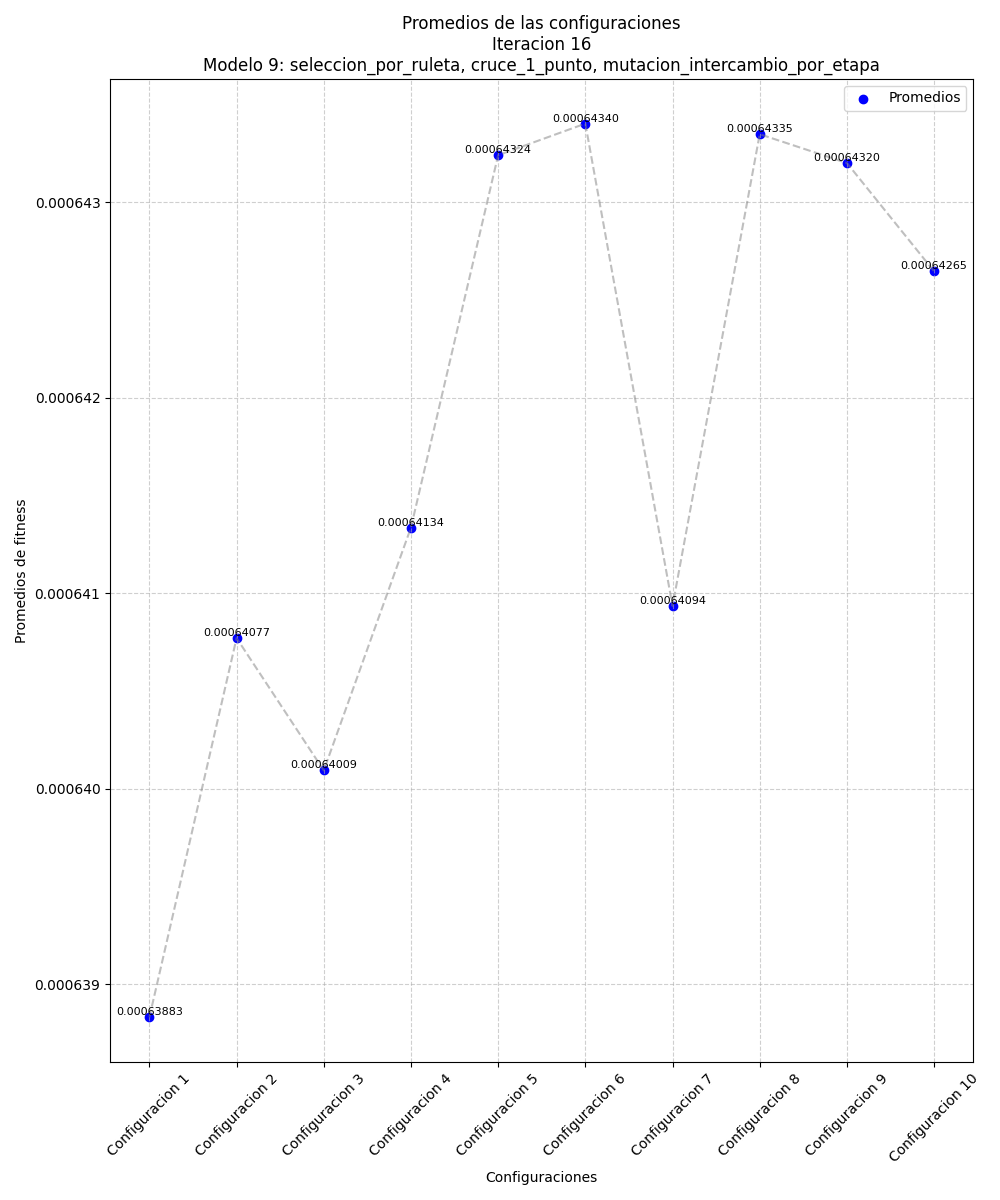 Promedios de las configuraciones
Iteracion 16
Modelo 9: seleccion_por_ruleta, cruce_1_punto, mutacion_intercambio_por_etapa
Promedios
0.00064340
0.00064335
0.00064324
0.00064320
0.000643
0.00064265
0.000642
0.00064134
Promedios de fitness
0.000641
0.00064094
0.00064077
0.00064009
0.000640
0.000639
0.00063883
Configuracion 1
Configuracion 2
Configuracion 3
Configuracion 4
Configuracion 5
Configuracion 6
Configuracion 7
Configuracion 8
Configuracion 9
Configuracion 10
Configuraciones